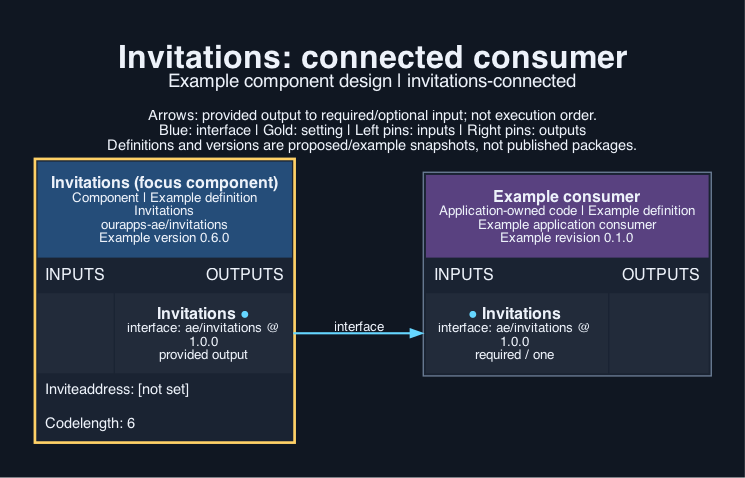 Invitations: connected consumer
Example component design | invitations-connected
Arrows: provided output to required/optional input; not execution order.
Blue: interface | Gold: setting | Left pins: inputs | Right pins: outputs
Definitions and versions are proposed/example snapshots, not published packages.
Invitations (focus component)
Component | Example definition
Invitations
ourapps-ae/invitations
Example version 0.6.0
INPUTS OUTPUTS
Invitations
interface: ae/invitations @
1.0.0
provided output
Inviteaddress: [not set]
Codelength: 6
interface
Example consumer
Application-owned code | Example definition
Example application consumer
Example revision 0.1.0
INPUTS OUTPUTS
Invitations
interface: ae/invitations @
1.0.0
required / one